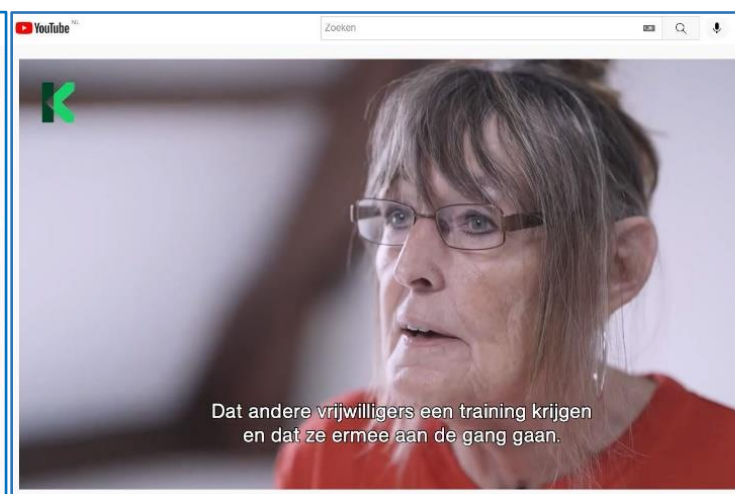 YouTube NL
Zoeken
Dat andere vrijwilligers een training krijgen
en dat ze ermee aan de gang gaan.